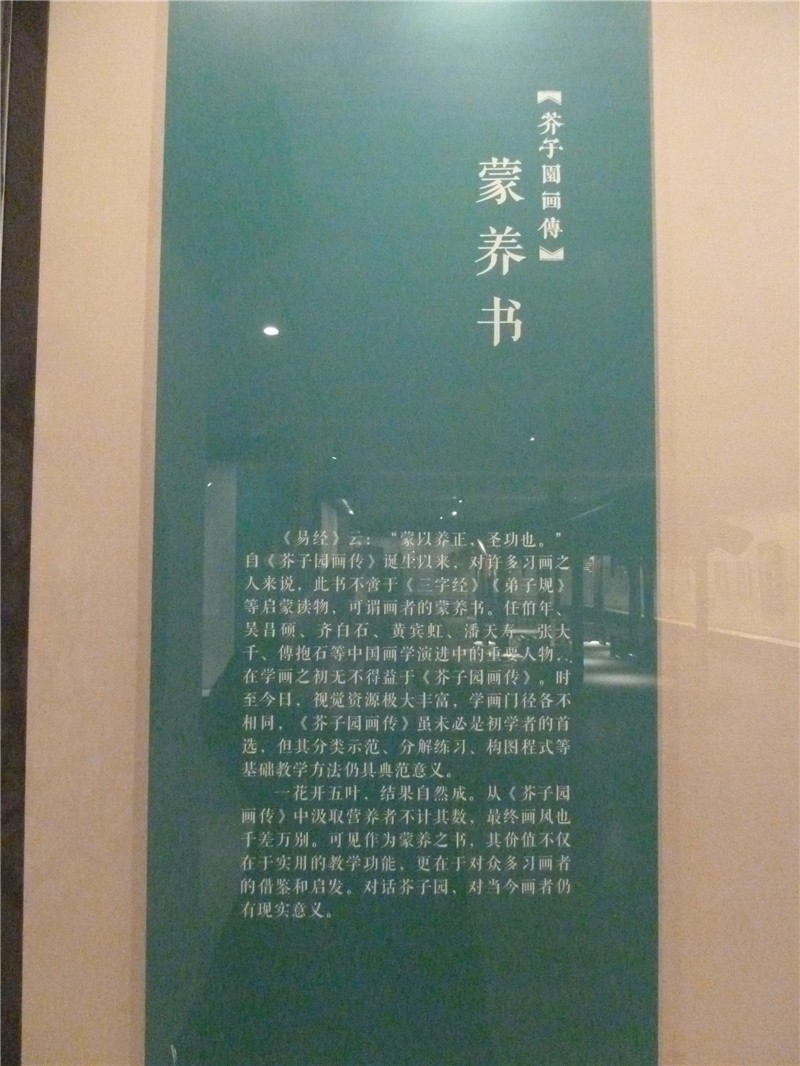 《芥子園画傳》
蒙养书
《易经》云：“蒙以养正，圣功也。”
自《芥子园画传》诞生以来，对许多习画之
人来说，此书不啻于《三字经》《弟子规》
等启蒙读物，可谓画者的蒙养书。任伯年、
吴昌硕、齐白石、黄宾虹、潘天寿、张大
千、傅抱石等中国画学演进中的重要人物，
在学画之初无不得益于《芥子园画传》。时
至今日，视觉资源极大丰富，学画门径各不
相同，《芥子园画传》虽未必是初学者的首
选，但其分类示范、分解练习、构图程式等
基础教学方法仍具典范意义。
一花开五叶，结果自然成。从《芥子园
画传》中汲取营养者不计其数，最终画风也
千差万别。可见作为蒙养之书，其价值不仅
在于实用的教学功能，更在于对众多习画者
的借鉴和启发。对话芥子园，对当今画者仍
有现实意义。